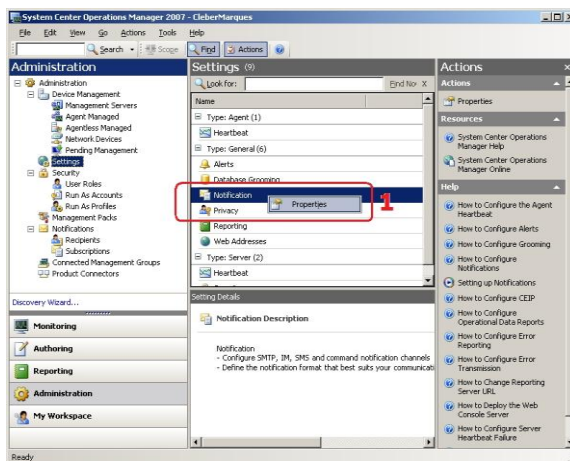 System Center Operations Manager 2007 - CleberMarques
File Edit View Go Actions Tools Help
Search Scope Find Actions
Administration
Administration
Device Management
Management Servers
Agent Managed
Agentless Managed
Network Devices
Pending Management
Settings
Security
User Roles
Run As Accounts
Run As Profiles
Management Packs
Notifications
Recipients
Subscriptions
Connected Management Groups
Product Connectors
Discovery Wizard...
Monitoring
Authoring
Reporting
Administration
My Workspace
Ready
Settings (9)
Look for: Find Now X
Name
Type: Agent (1)
Heartbeat
Type: General (6)
Alerts
Database Grooming
Notification
Properties
1
Privacy
Reporting
Web Addresses
Type: Server (2)
Heartbeat
Setting Details
Notification Description
Notification
- Configure SMTP, IM, SMS and command notification channels
- Define the notification format that best suits your communicati
Actions
Actions
Properties
Resources
System Center Operations
Manager Help
System Center Operations
Manager Online
Help
How to Configure the Agent
Heartbeat
How to Configure Alerts
How to Configure Grooming
How to Configure
Notifications
Setting up Notifications
How to Configure CEIP
How to Configure
Operational Data Reports
How to Configure Error
Reporting
How to Configure Error
Transmission
How to Change Reporting
Server URL
How to Deploy the Web
Console Server
How to Configure Server
Heartbeat Failure